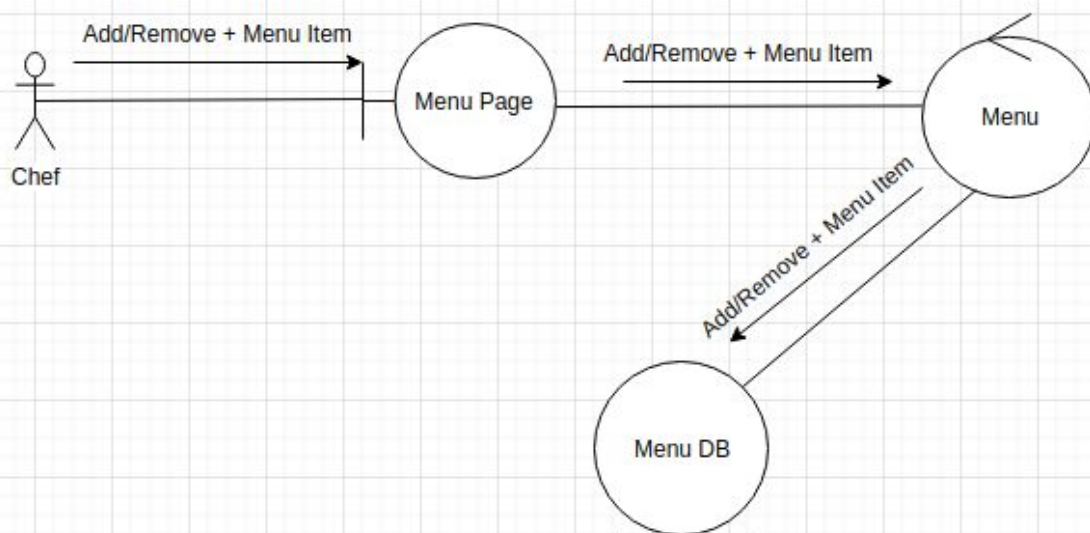 Add/Remove + Menu Item
Add/Remove + Menu Item
Menu Page
Menu
Chef
Add/Remove + Menu Item
Menu DB